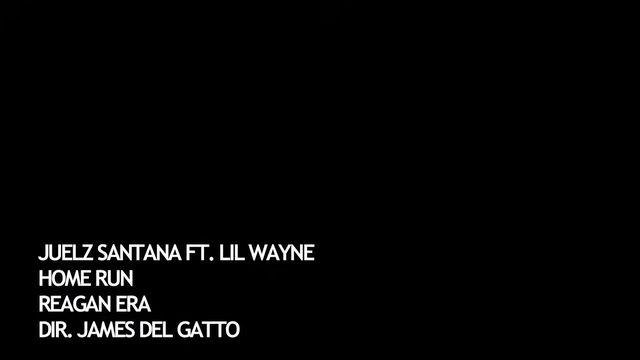 JUELZ SANTANA FT. LIL WAYNE
HOME RUN
REAGAN ERA
DIR. JAMES DEL GATTO